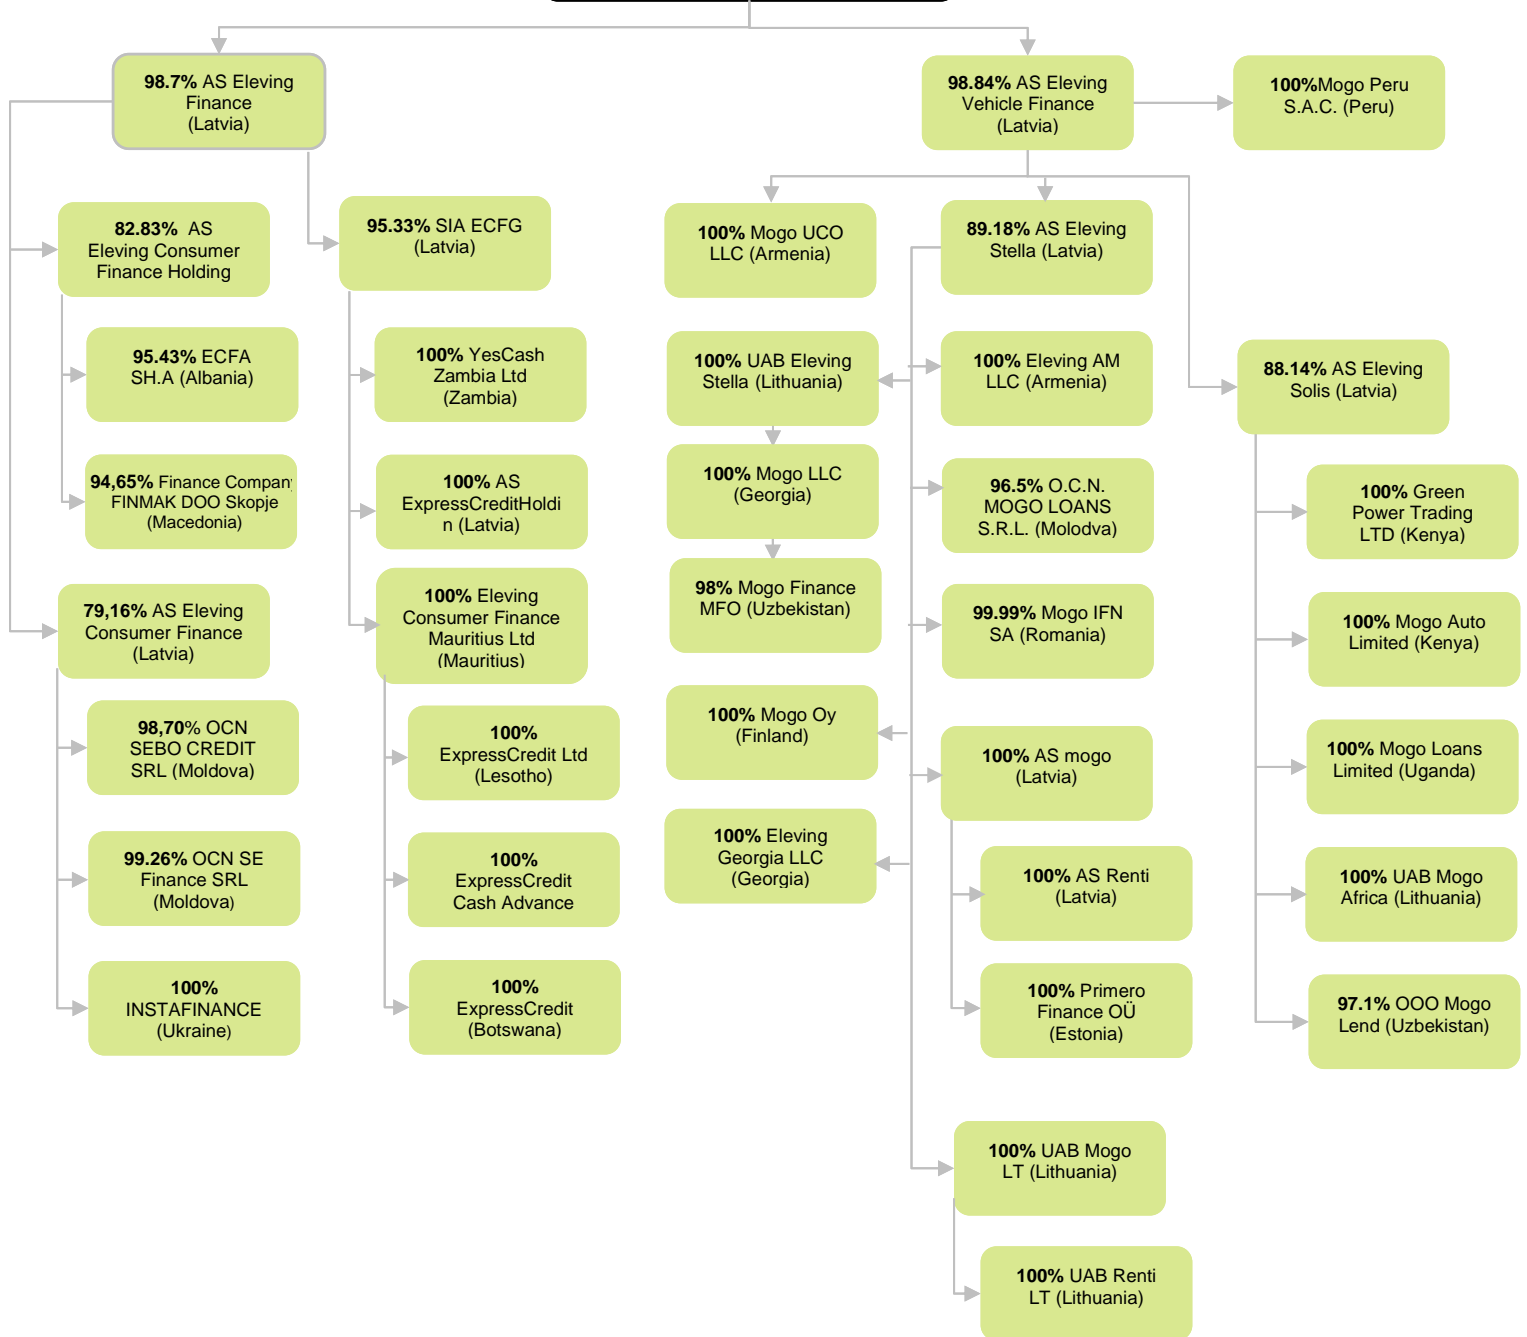 98.7% AS Eleving
Finance
(Latvia)
98.84% AS Eleving
Vehicle Finance
(Latvia)
100%Mogo Peru
S.A.C. (Peru)
82.83% AS
Eleving Consumer
Finance Holding
95.33% SIA ECFG
(Latvia)
100% Mogo UCO
LLC (Armenia)
89.18% AS Eleving
Stella (Latvia)
95.43% ECFA
SH.A (Albania)
100% YesCash
Zambia Ltd
(Zambia)
100% UAB Eleving
Stella (Lithuania)
100% Eleving AM
LLC (Armenia)
88.14% AS Eleving
Solis (Latvia)
94,65% Finance Company
FINMAK DOO Skopje
(Macedonia)
100% AS
ExpressCreditHoldi
n (Latvia)
100% Mogo LLC
(Georgia)
96.5% O.C.N.
MOGO LOANS
S.R.L. (Molodva)
100% Green
Power Trading
LTD (Kenya)
79,16% AS Eleving
Consumer Finance
(Latvia)
100% Eleving
Consumer Finance
Mauritius Ltd
(Mauritius)
98% Mogo Finance
MFO (Uzbekistan)
99.99% Mogo IFN
SA (Romania)
100% Mogo Auto
Limited (Kenya)
98,70% OCN
SEBO CREDIT
SRL (Moldova)
100%
ExpressCredit Ltd
(Lesotho)
100% Mogo Oy
(Finland)
100% AS mogo
(Latvia)
100% Mogo Loans
Limited (Uganda)
99.26% OCN SE
Finance SRL
(Moldova)
100%
ExpressCredit
Cash Advance
100% Eleving
Georgia LLC
(Georgia)
100% AS Renti
(Latvia)
100% UAB Mogo
Africa (Lithuania)
100%
INSTAFINANCE
(Ukraine)
100%
ExpressCredit
(Botswana)
100% Primero
Finance OÜ
(Estonia)
97.1% OOO Mogo
Lend (Uzbekistan)
100% UAB Mogo
LT (Lithuania)
100% UAB Renti
LT (Lithuania)